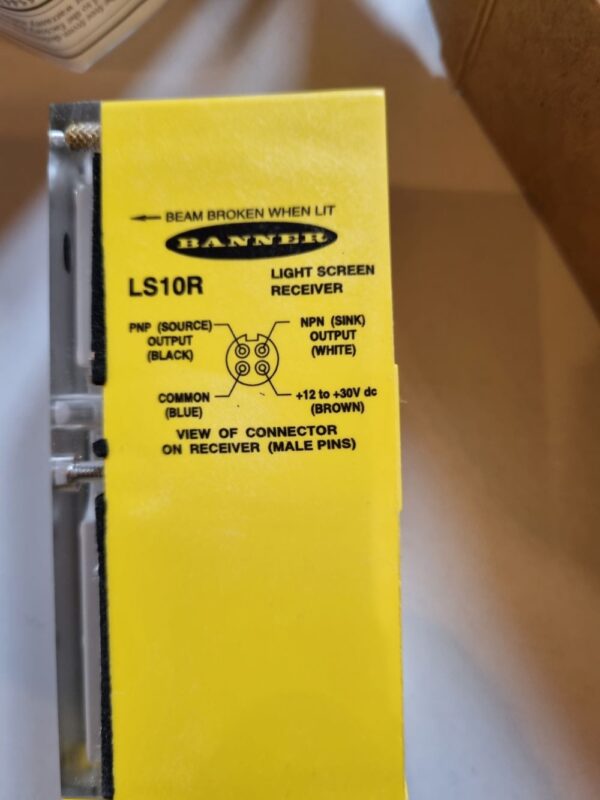 BEAM BROKEN WHEN LIT
BANNER
LS10R
LIGHT SCREEN
RECEIVER
PNP (SOURCE)
OUTPUT
(BLACK)
NPN (SINK)
OUTPUT
(WHITE)
COMMON
(BLUE)
+12 to +30V dc
(BROWN)
VIEW OF CONNECTOR
ON RECEIVER (MALE PINS)